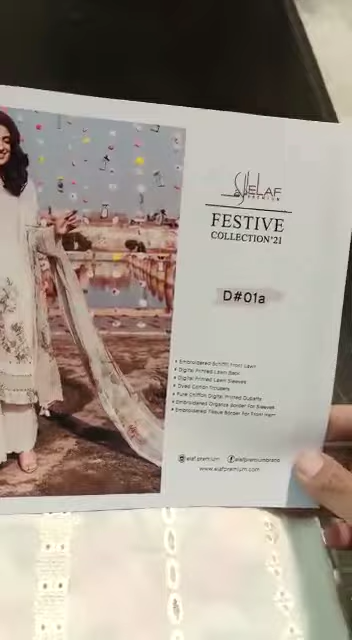 ELAF
PREMIUM
FESTIVE
COLLECTION'21
D#01a
• Embroidered Schiffli Front Lawn
• Digital Printed Lawn Back
• Digital Printed Lawn Sleeves
• Dyed Cotton Trousers
• Pure Chiffon Digital Printed Dupatta
• Embroidered Organza Border For Sleeves
• Embroidered Tissue Border For Front Hem
elaf.premium elafpremiumbrand
www.elafpremium.com